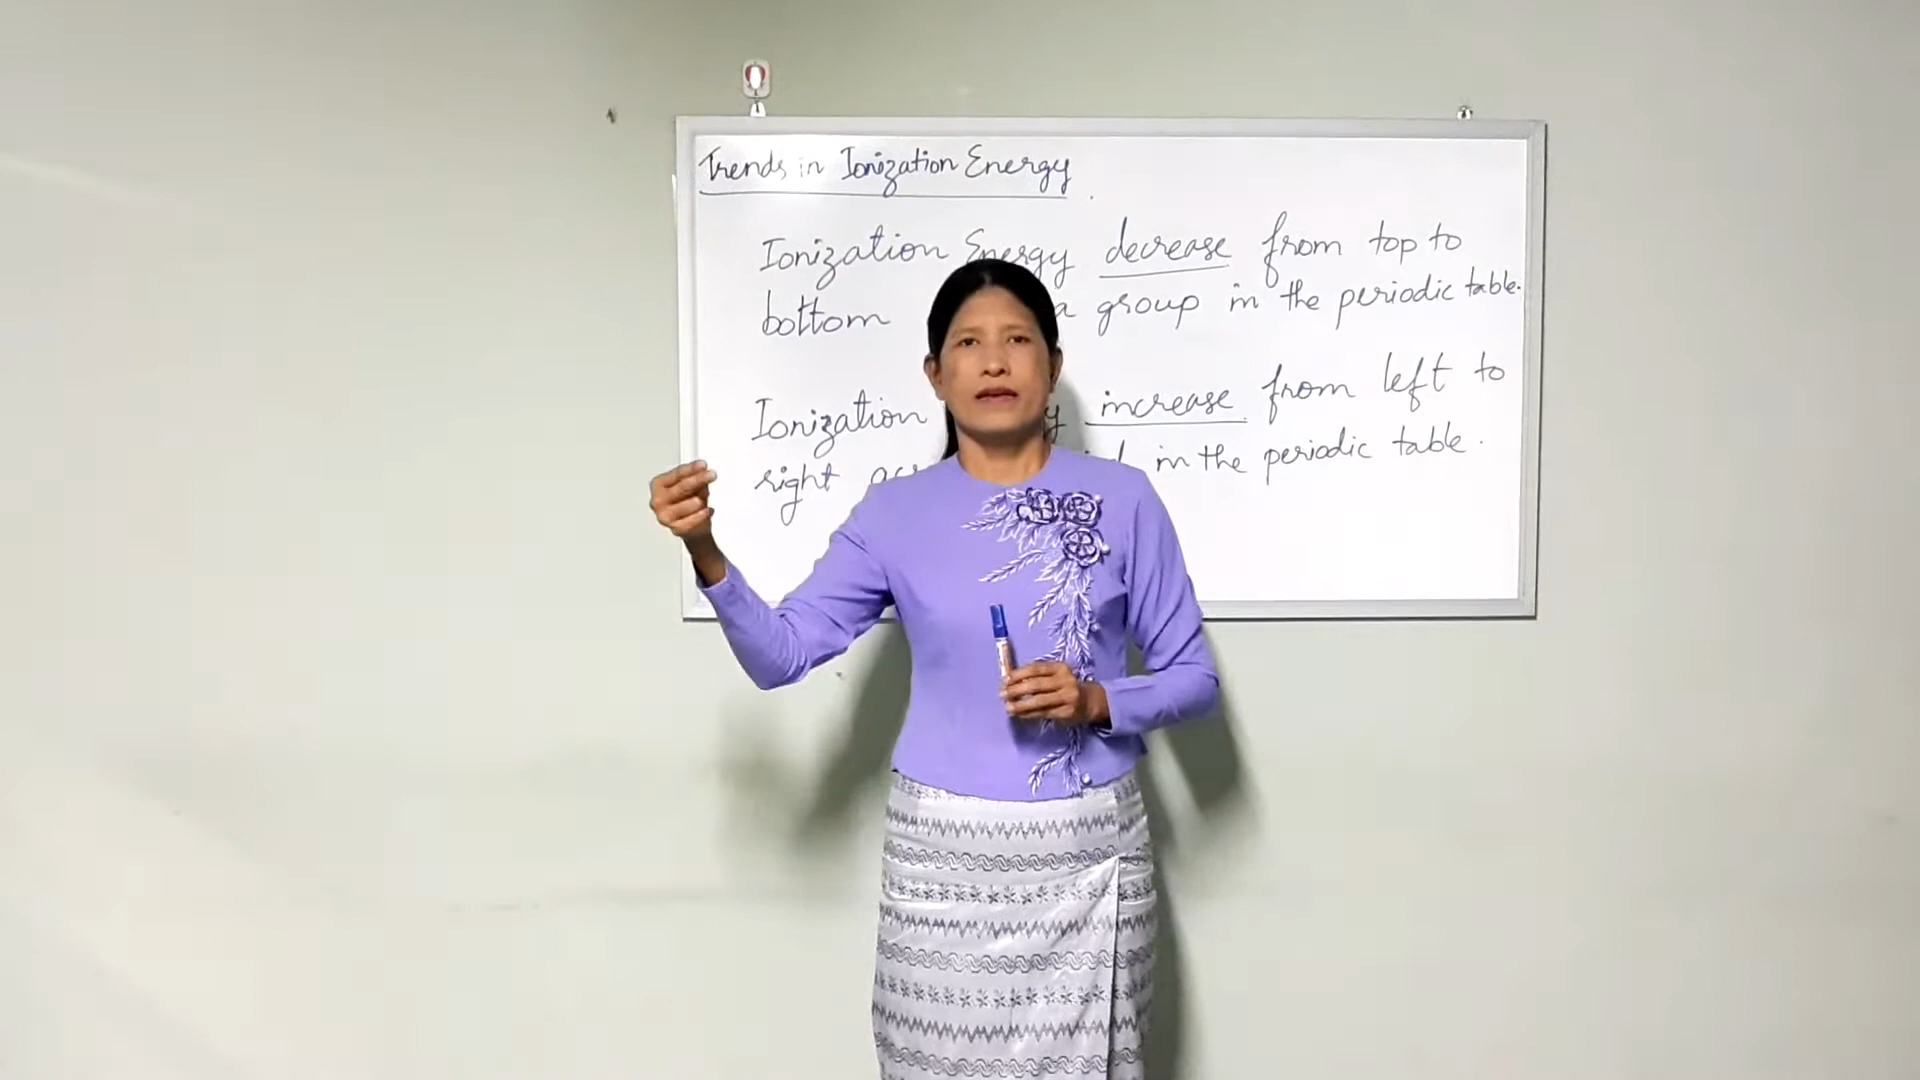 Trends in Ionization Energy
Ionization Energy decrease from top to
bottom a group in the periodic table.
Ionization increase from left to
right in the periodic table.